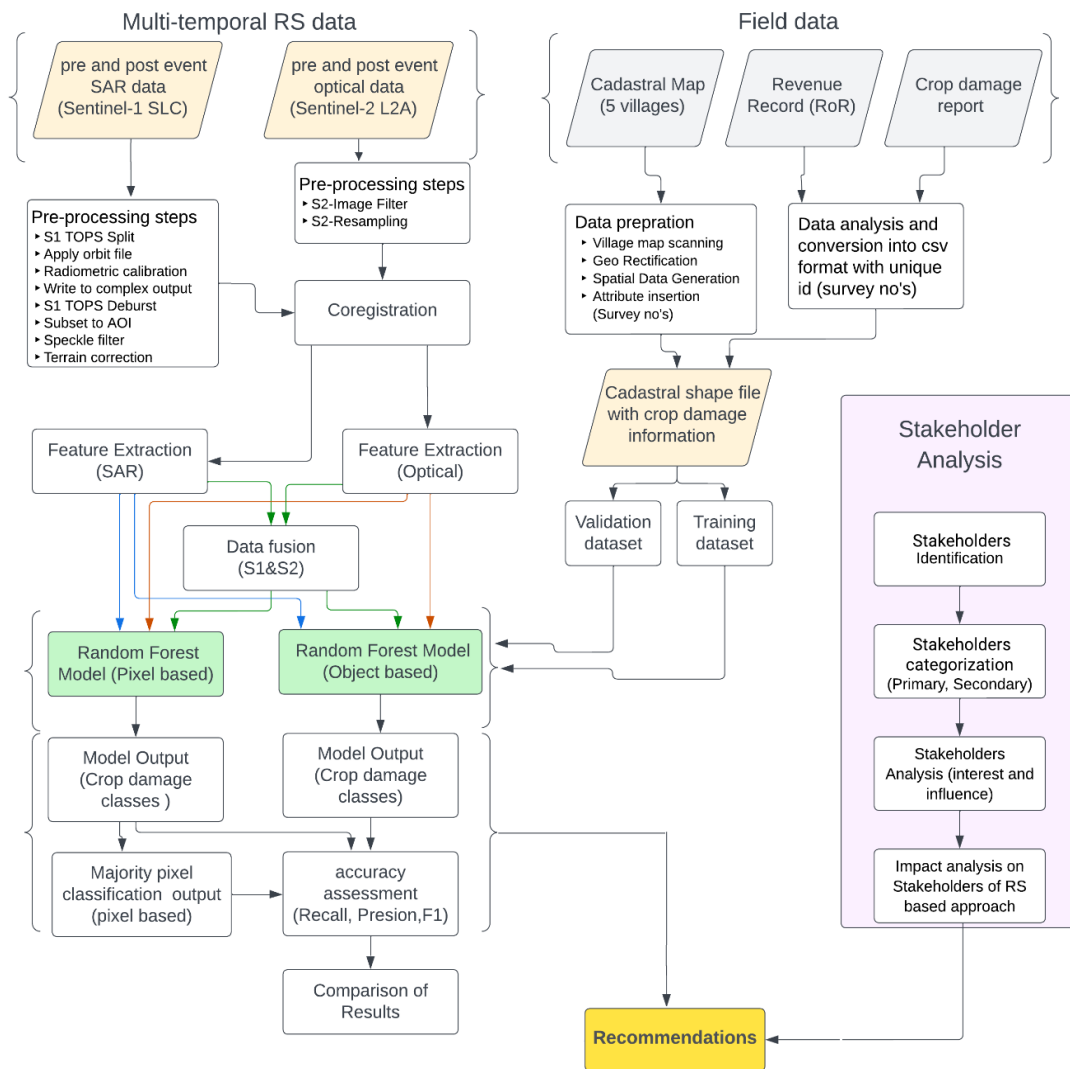 Multi-temporal RS data
Field data
pre and post event
SAR data
(Sentinel-1 SLC)
pre and post event
optical data
(Sentinel-2 L2A)
Cadastral Map
(5 villages)
Revenue
Record (RoR)
Crop damage
report
Pre-processing steps
S1 TOPS Split
Apply orbit file
Radiometric calibration
Write to complex output
S1 TOPS Deburst
Subset to AOI
Speckle filter
Terrain correction
Pre-processing steps
S2-Image Filter
S2-Resampling
Data prepration
Village map scanning
Geo Rectification
Spatial Data Generation
Attribute insertion
(Survey no's)
Data analysis and
conversion into csv
format with unique
id (survey no's)
Coregistration
Cadastral shape file
with crop damage
information
Feature Extraction
(SAR)
Feature Extraction
(Optical)
Data fusion
(S1&S2)
Validation
dataset
Training
dataset
Random Forest
Model (Pixel based)
Random Forest Model
(Object based)
Model Output
(Crop damage
classes )
Model Output
(Crop damage
classes)
Majority pixel
classification output
(pixel based)
accuracy
assessment
(Recall, Presion,F1)
Comparison of
Results
Stakeholder
Analysis
Stakeholders
Identification
Stakeholders
categorization
(Primary, Secondary)
Stakeholders
Analysis (interest and
influence)
Impact analysis on
Stakeholders of RS
based approach
Recommendations